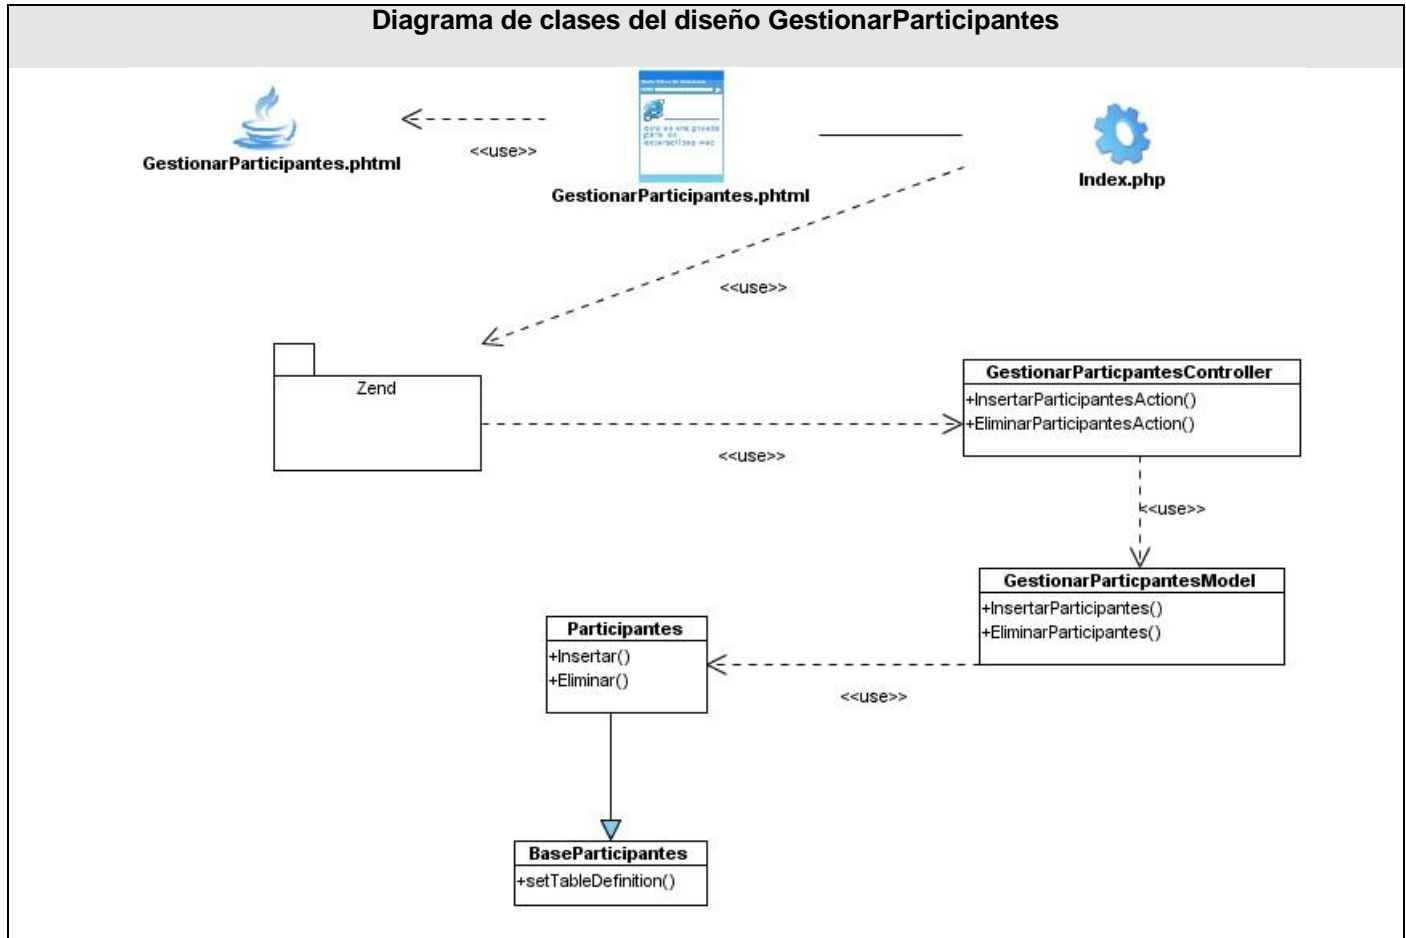 Diagrama de clases del diseño GestionarParticipantes
GestionarParticipantes.phtml
<<use>>
GestionarParticipantes.phtml
Index.php
<<use>>
Zend
<<use>>
GestionarParticpantesController
+InsertarParticipantesAction()
+EliminarParticipantesAction()
<<use>>
GestionarParticpantesModel
+InsertarParticipantes()
+EliminarParticipantes()
<<use>>
Participantes
+Insertar()
+Eliminar()
BaseParticipantes
+setTableDefinition()